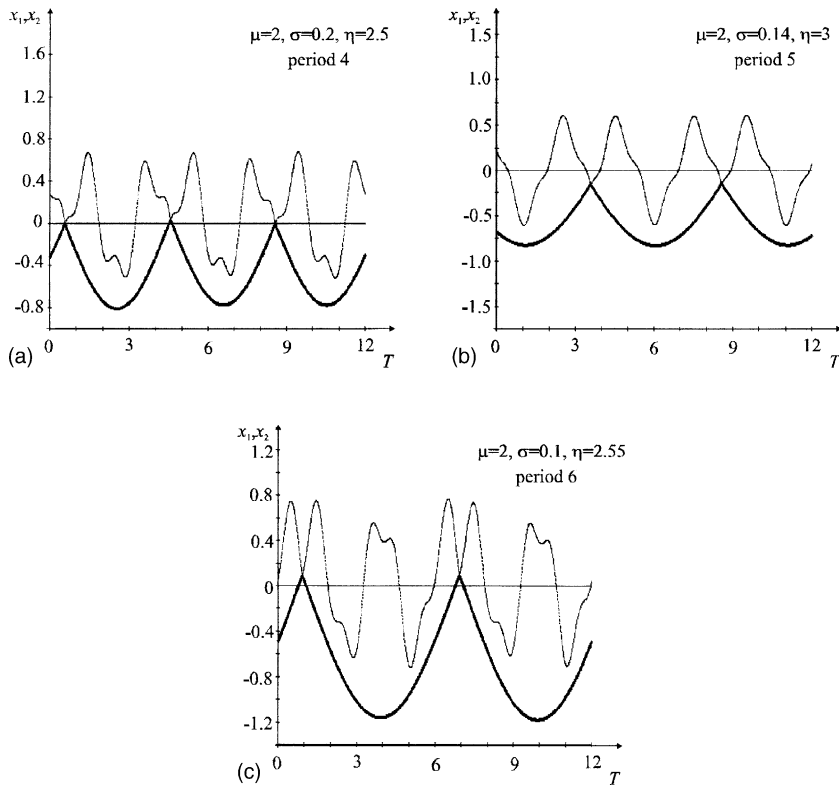 x₁,x₂
μ=2, σ=0.2, η=2.5
period 4
1.6
1.2
0.8
0.4
0
-0.4
-0.8
0 3 6 9 12
T
(a)
x₁,x₂
μ=2, σ=0.14, η=3
period 5
1.5
1.0
0.5
0
-0.5
-1.0
-1.5
0 3 6 9 12
T
(b)
x₁,x₂
μ=2, σ=0.1, η=2.55
period 6
1.2
0.8
0.4
0
-0.4
-0.8
-1.2
0 3 6 9 12
T
(c)